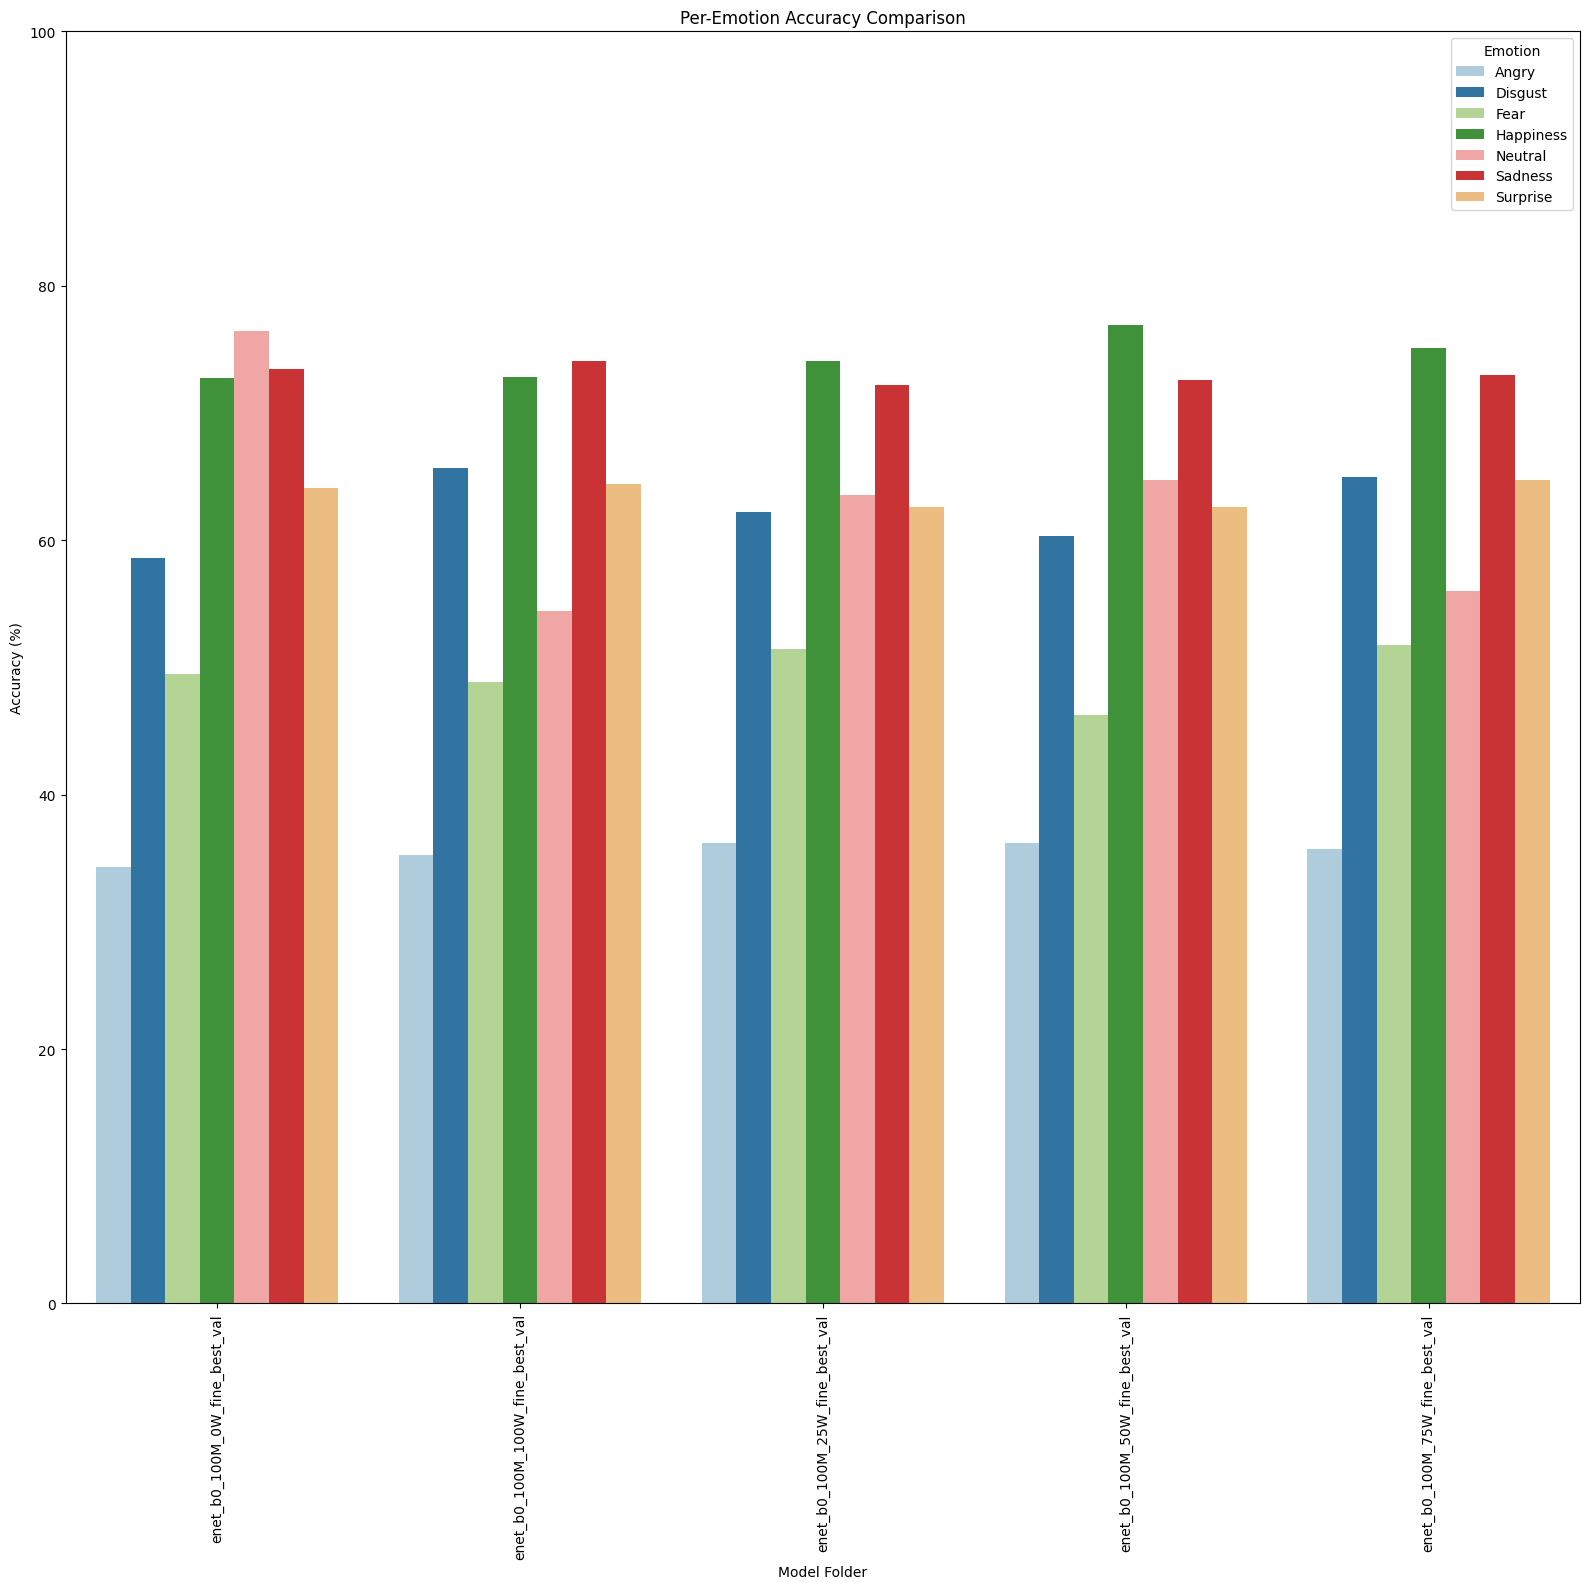 Per-Emotion Accuracy Comparison
Emotion
Angry
Disgust
Fear
Happiness
Neutral
Sadness
Surprise
Accuracy (%)
100
80
60
40
20
0
enet_b0_100M_0W_fine_best_val
enet_b0_100M_100W_fine_best_val
enet_b0_100M_25W_fine_best_val
enet_b0_100M_50W_fine_best_val
enet_b0_100M_75W_fine_best_val
Model Folder